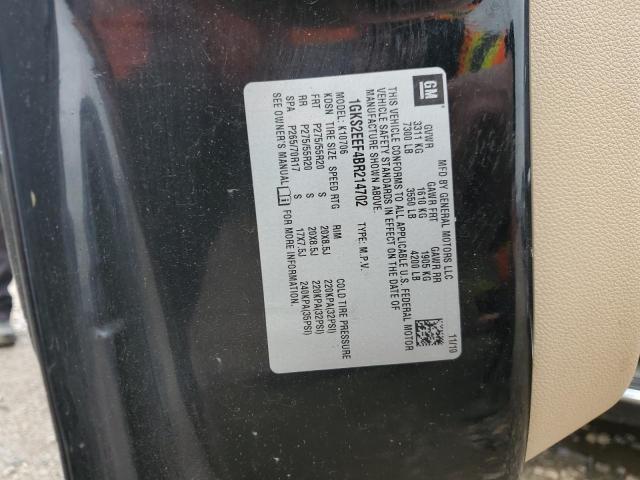 GM
MFD BY GENERAL MOTORS LLC 11/10
GVWR GAWR FRT GAWR RR
3311 KG 1610 KG 1905 KG
7300 LB 3550 LB 4200 LB
THIS VEHICLE CONFORMS TO ALL APPLICABLE U.S. FEDERAL MOTOR
VEHICLE SAFETY STANDARDS IN EFFECT ON THE DATE OF
MANUFACTURE SHOWN ABOVE.
1GKS2EEF4BR214702 TYPE: M.P.V.
MODEL: K10706
KDSN TIRE SIZE SPEED RTG RIM COLD TIRE PRESSURE
FRT P275/55R20 S 20X8.5J 220KPA(32PSI)
RR P275/55R20 S 20X8.5J 220KPA(32PSI)
SPA P265/70R17 S 17X7.5J 240KPA(35PSI)
SEE OWNER'S MANUAL FOR MORE INFORMATION.